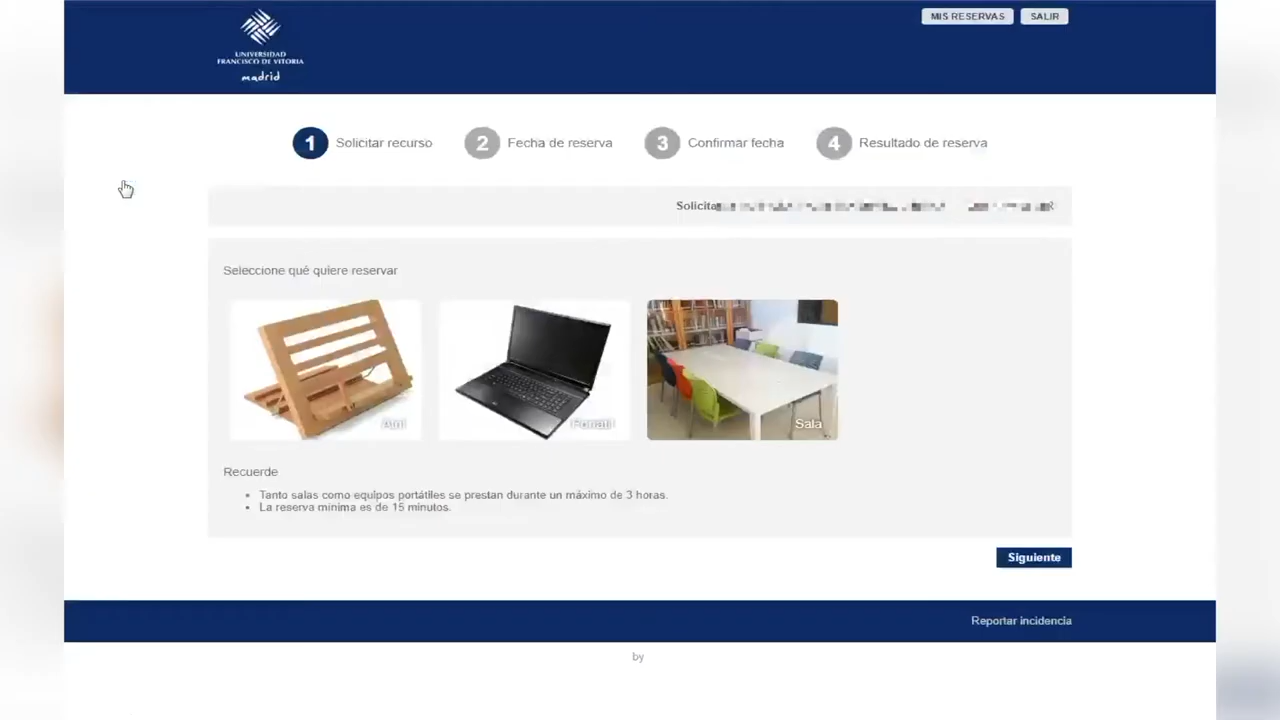 MIS RESERVAS
SALIR
UNIVERSIDAD
FRANCISCO DE VITORIA
madrid
1 Solicitar recurso
2 Fecha de reserva
3 Confirmar fecha
4 Resultado de reserva
Seleccione qué quiere reservar
Atril
Portátil
Sala
Recuerde
• Tanto salas como equipos portátiles se prestan durante un máximo de 3 horas.
• La reserva mínima es de 15 minutos.
Siguiente
Reportar incidencia
by